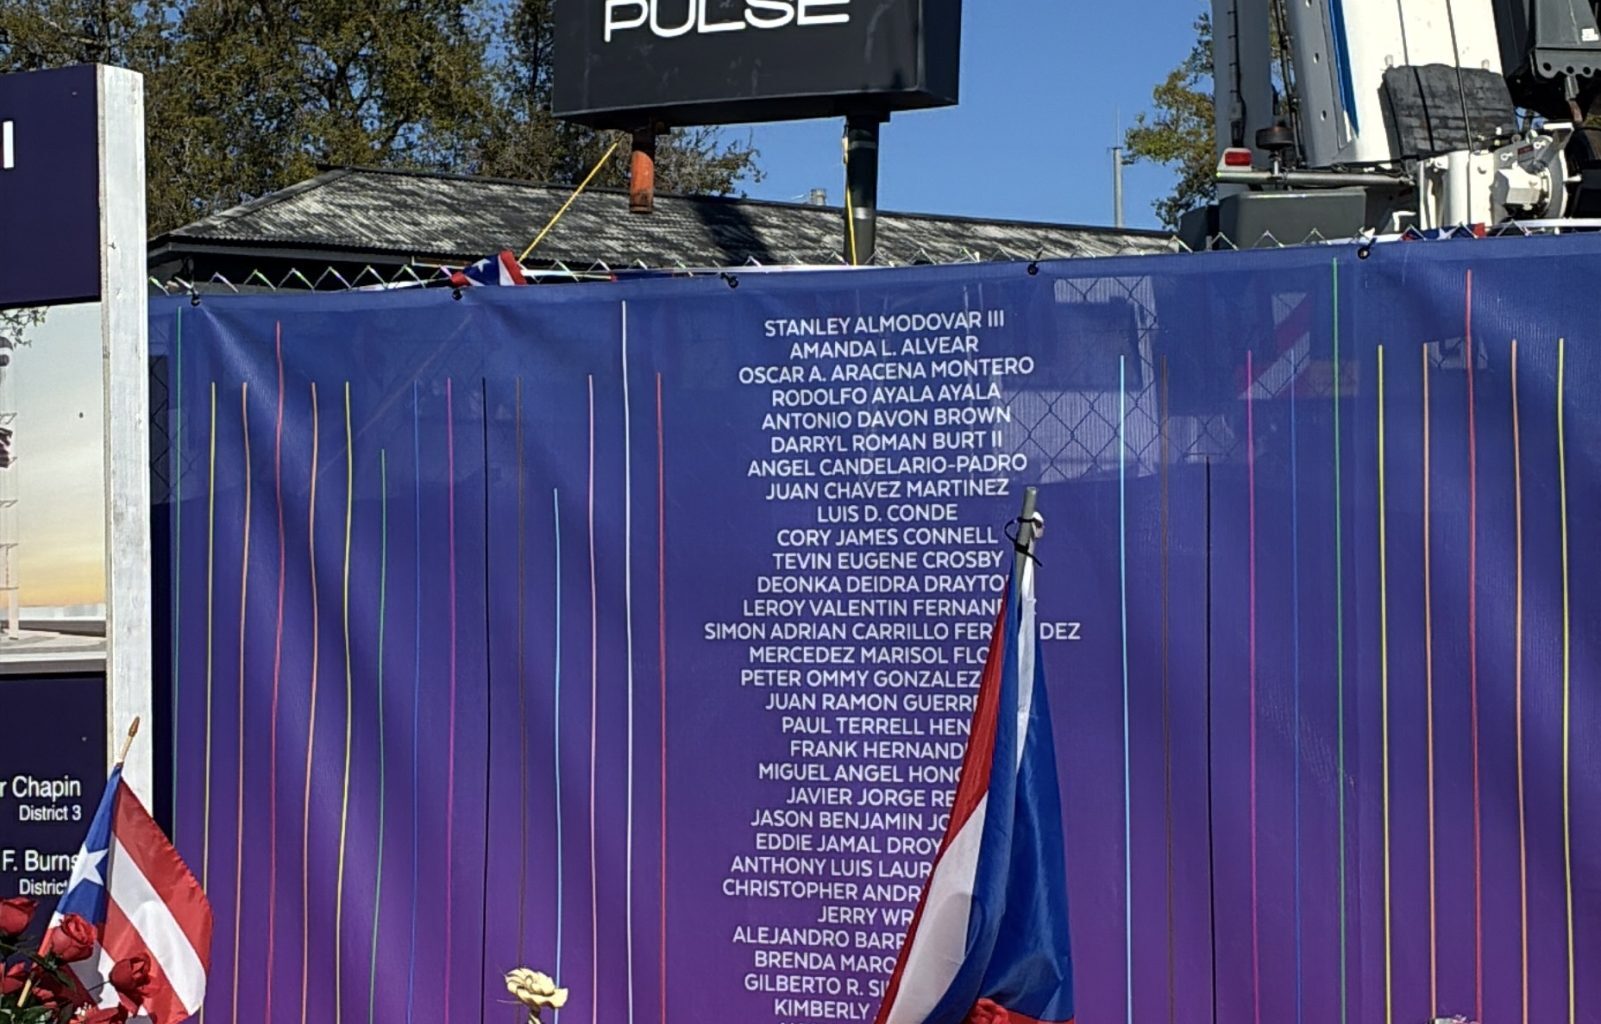 PULSE
STANLEY ALMODOVAR III
AMANDA L. ALVEAR
OSCAR A. ARACENA MONTERO
RODOLFO AYALA AYALA
ANTONIO DAVON BROWN
DARRYL ROMAN BURT II
ANGEL CANDELARIO-PADRO
JUAN CHAVEZ MARTINEZ
LUIS D. CONDE
CORY JAMES CONNELL
TEVIN EUGENE CROSBY
DEONKA DEIDRA
LEROY VALENTIN
SIMON ADRIAN CARRILLO
MERCEDEZ MARISOL
PETER OMMY GONZALEZ
JUAN RAMON
PAUL TERRELL
FRANK
MIGUEL ANGEL
JAVIER JORGE
JASON BENJAMIN
EDDIE JAMAL
ANTHONY LUIS
CHRISTOPHER
JERRY
ALEJANDRO
BRENDA
GILBERTO R.
KIMBERLY
Chapin
District 3
F. Burns
District